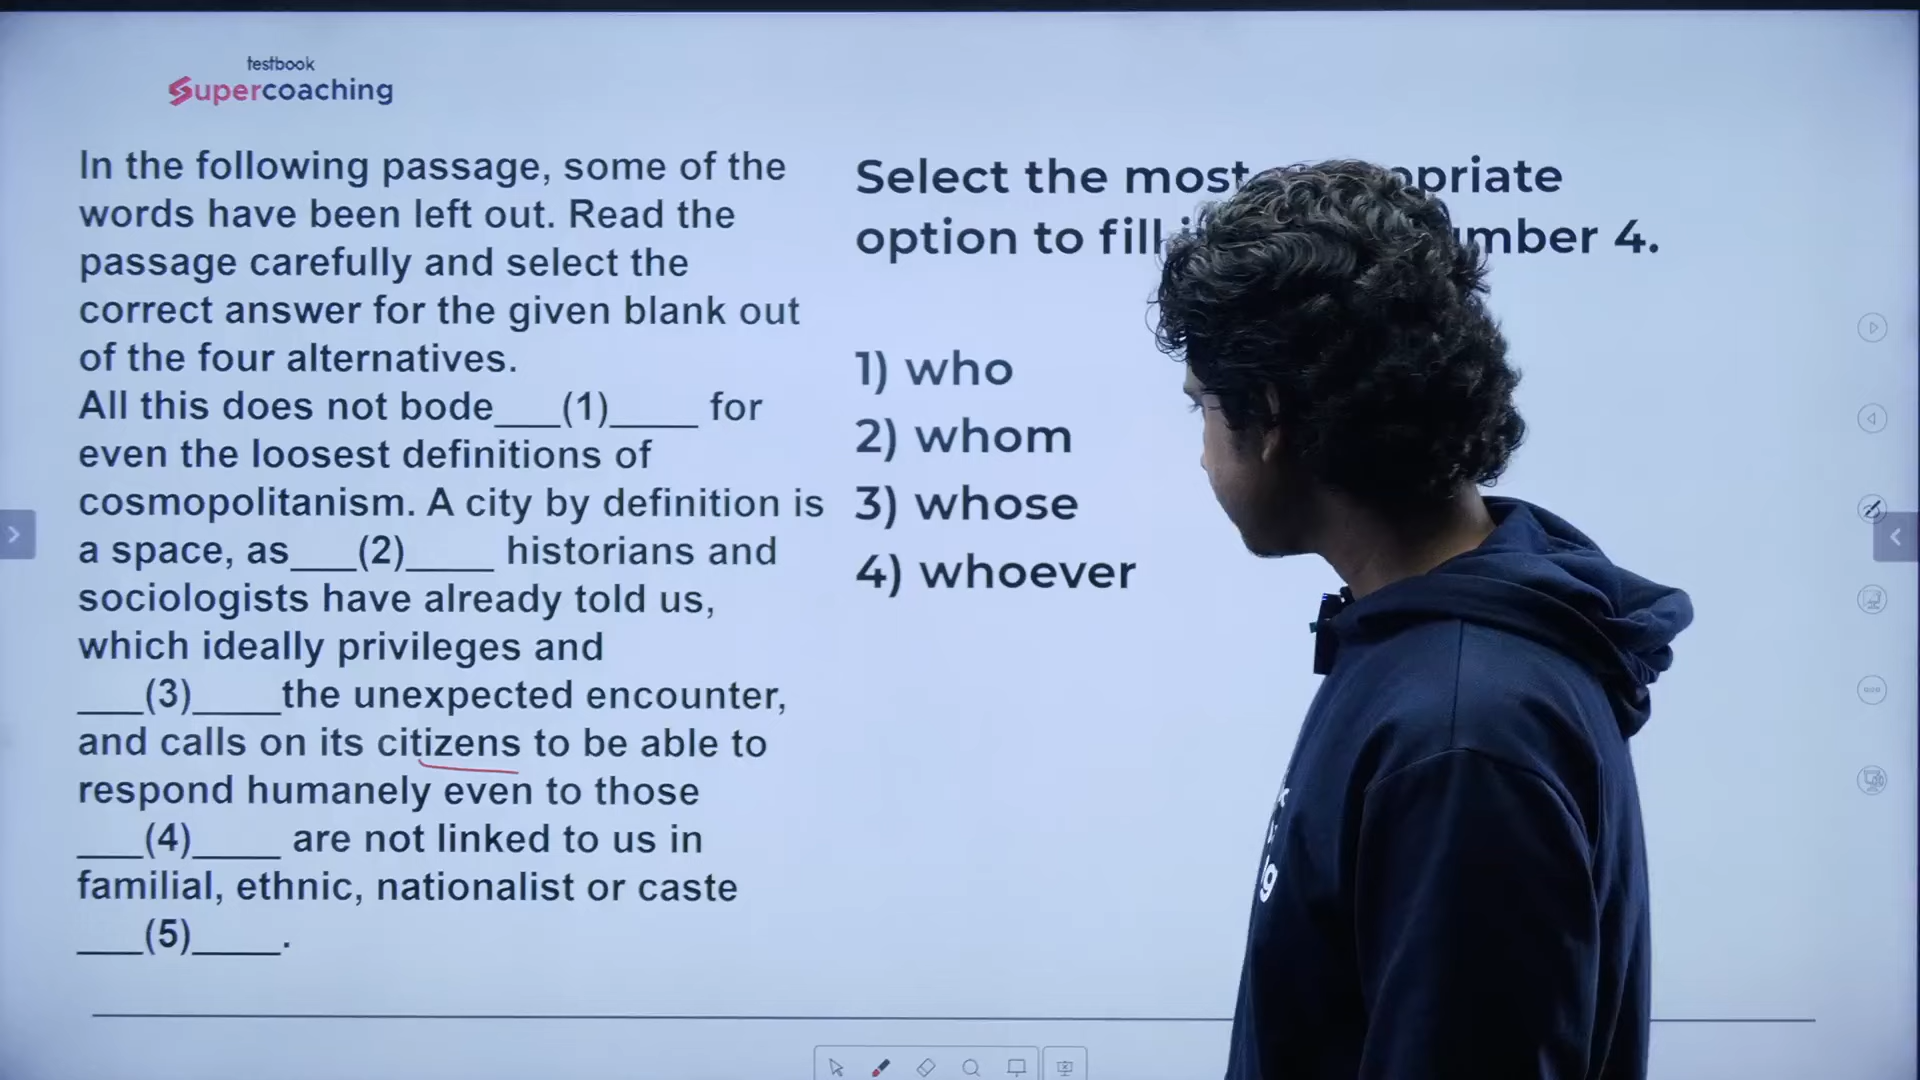 testbook
Supercoaching
In the following passage, some of the
words have been left out. Read the
passage carefully and select the
correct answer for the given blank out
of the four alternatives.
All this does not bode___(1)____ for
even the loosest definitions of
cosmopolitanism. A city by definition is
a space, as___(2)____ historians and
sociologists have already told us,
which ideally privileges and
___(3)____the unexpected encounter,
and calls on its citizens to be able to
respond humanely even to those
___(4)____ are not linked to us in
familial, ethnic, nationalist or caste
___(5)____.
Select the most
option to fill mber 4.
1) who
2) whom
3) whose
4) whoever